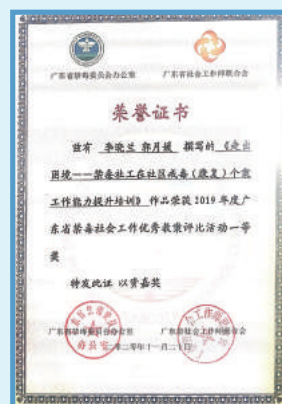 广东省禁毒委员会办公室 广东省社会工作师联合会
荣誉证书
兹有 李晓兰 郭月媛 撰写的 《走出
困境——禁毒社工在社区戒毒(康复)个案
工作能力提升培训》 作品荣获2019年度广
东省禁毒社会工作优秀教案评比活动一等
奖
特发此证 以资嘉奖
广东省禁毒委员会办公室 广东省社会工作师联合会
二零年十一月二十日